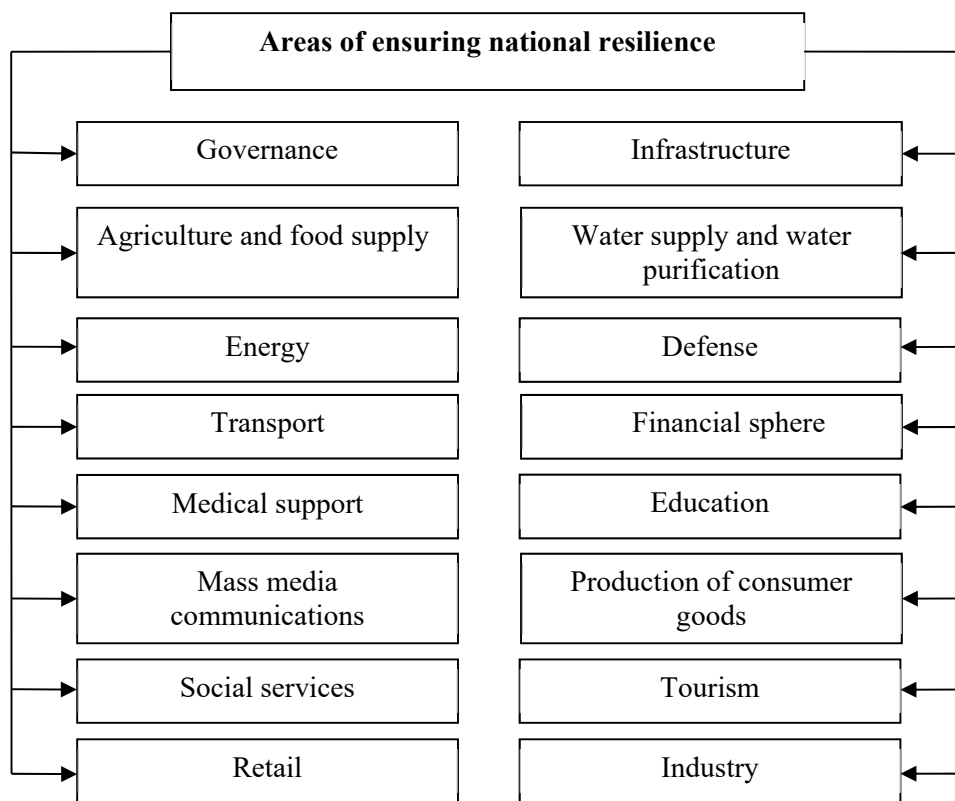 Areas of ensuring national resilience
Governance
Infrastructure
Agriculture and food supply
Water supply and water
purification
Energy
Defense
Transport
Financial sphere
Medical support
Education
Mass media
communications
Production of consumer
goods
Social services
Tourism
Retail
Industry